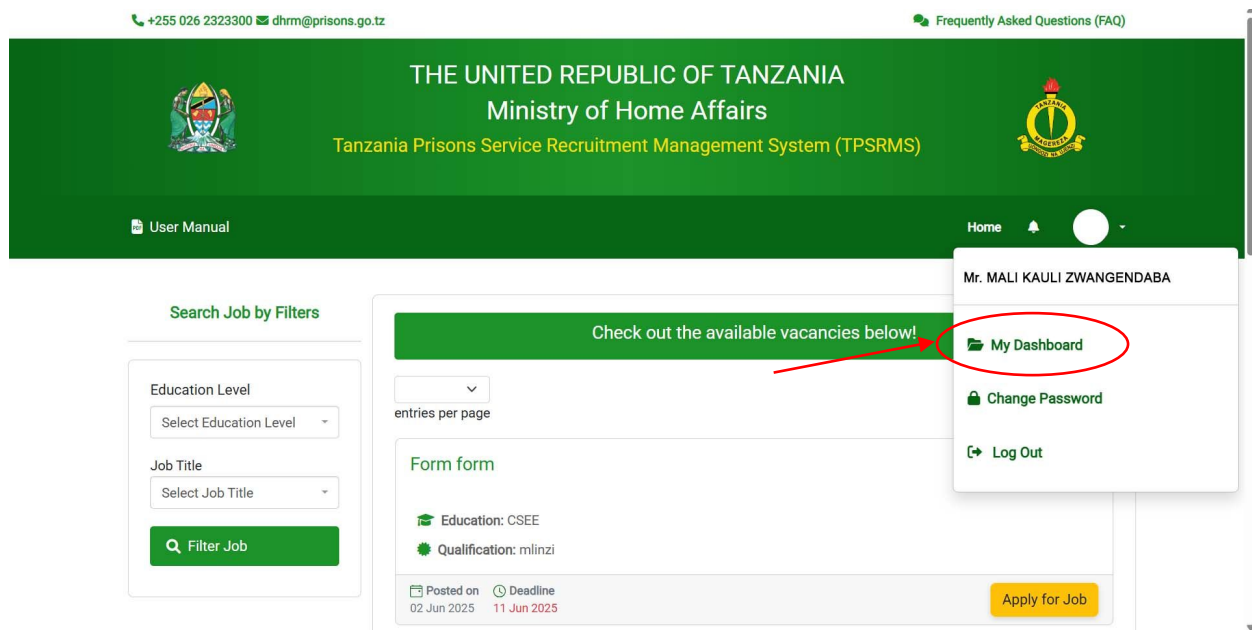 +255 026 2323300 dhrm@prisons.go.tz
Frequently Asked Questions (FAQ)
THE UNITED REPUBLIC OF TANZANIA
Ministry of Home Affairs
Tanzania Prisons Service Recruitment Management System (TPSRMS)
TANZANIA
MAGEREZA
User Manual
Home
Mr. MALI KAULI ZWANGENDABA
My Dashboard
Change Password
Log Out
Search Job by Filters
Education Level
Select Education Level
Job Title
Select Job Title
Filter Job
Check out the available vacancies below!
entries per page
Form form
Education: CSEE
Qualification: mlinzi
Posted on Deadline
02 Jun 2025 11 Jun 2025
Apply for Job